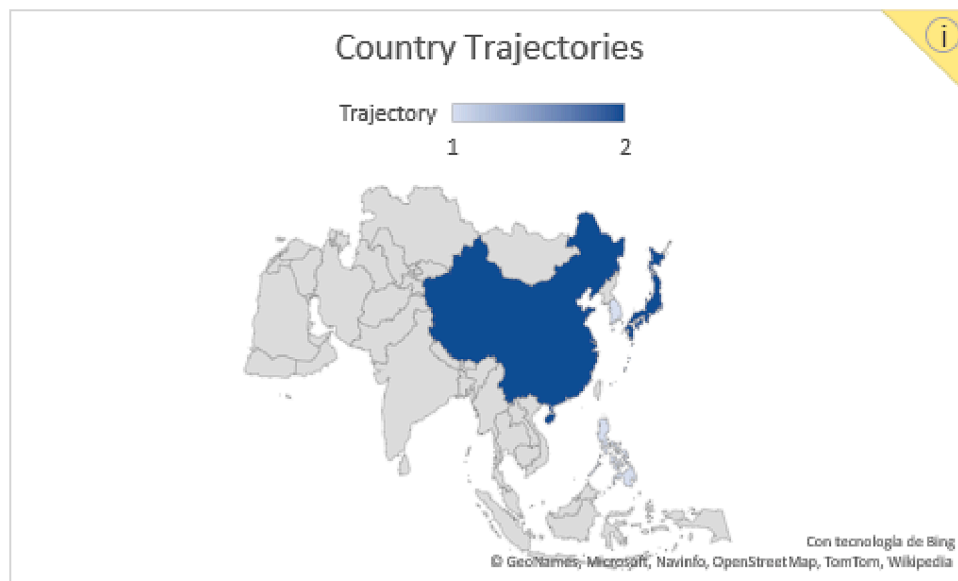 Country Trajectories
i
Trajectory
1 2
Con tecnología de Bing
© GeoNames, Microsoft, Navinfo, OpenStreetMap, TomTom, Wikipedia